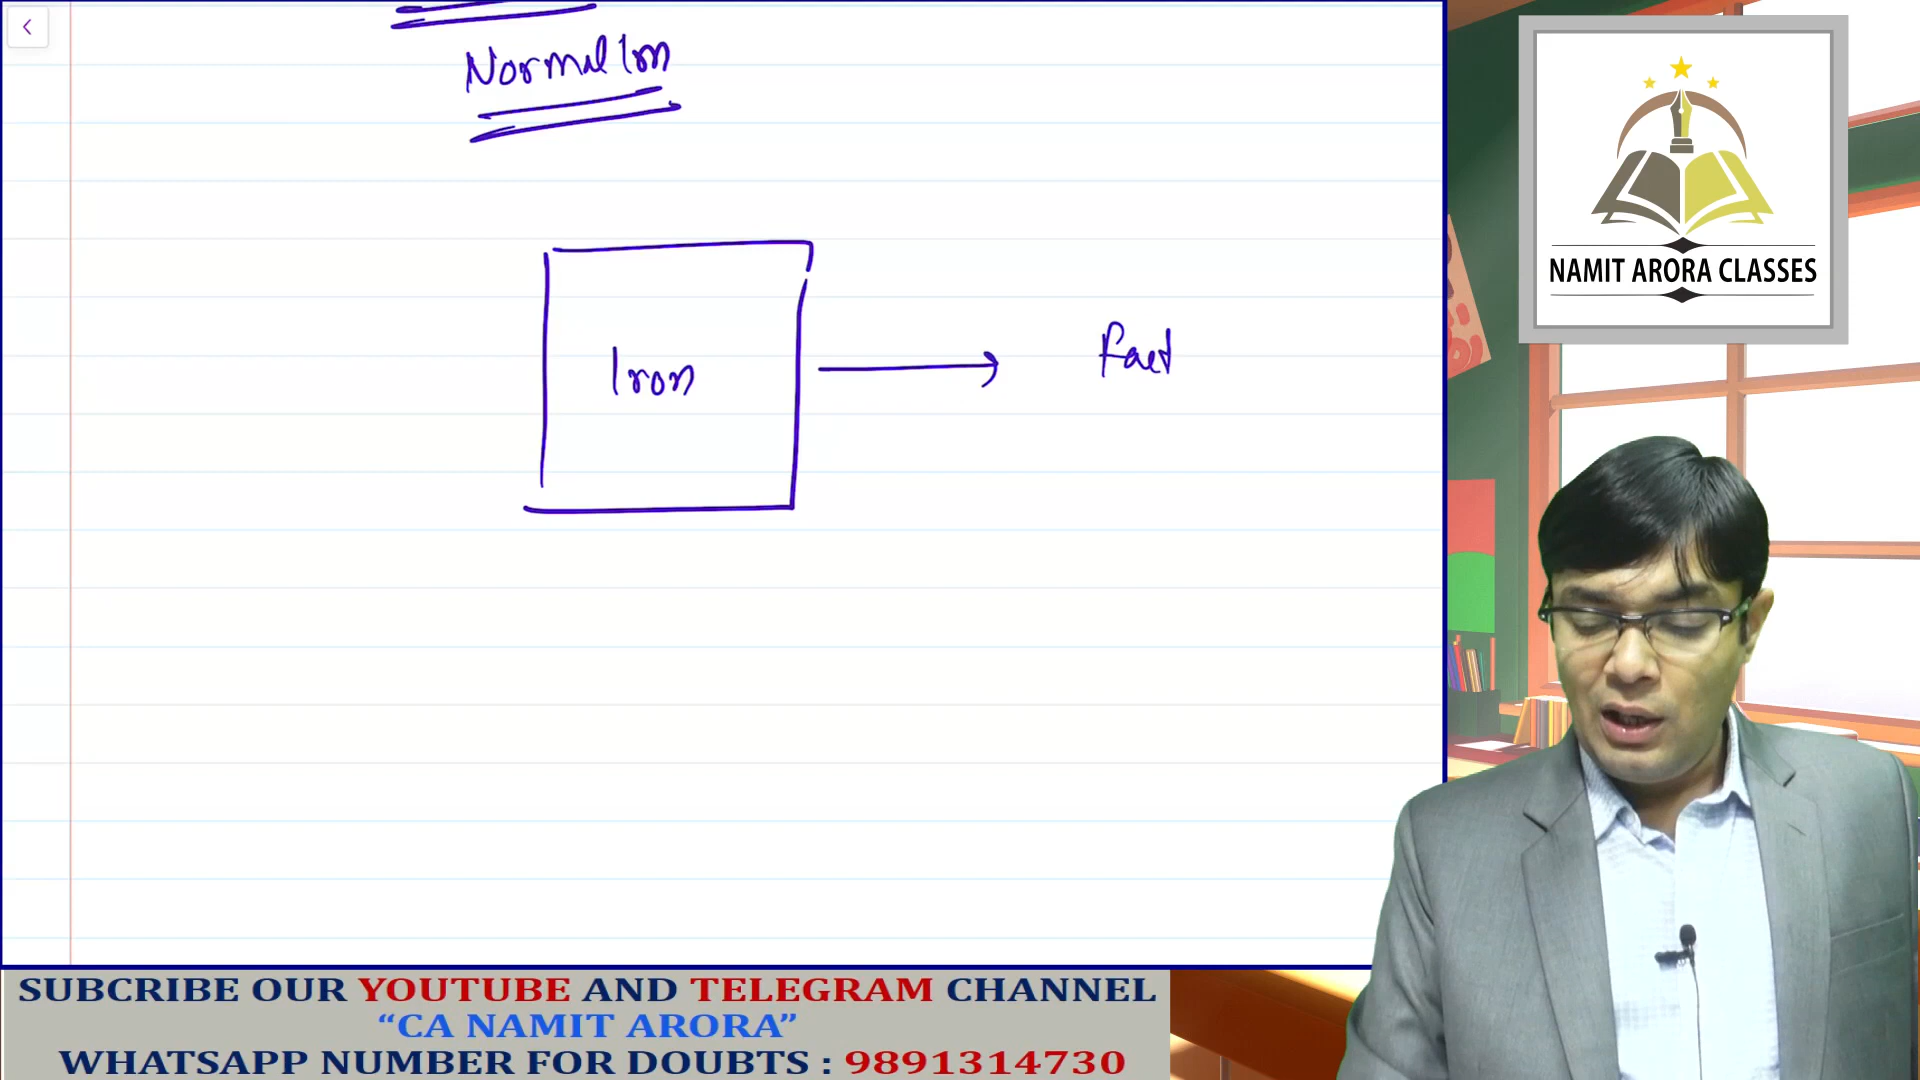 Normal Loss
Iron
Fact
NAMIT ARORA CLASSES
SUBCRIBE OUR YOUTUBE AND TELEGRAM CHANNEL
“CA NAMIT ARORA”
WHATSAPP NUMBER FOR DOUBTS : 9891314730